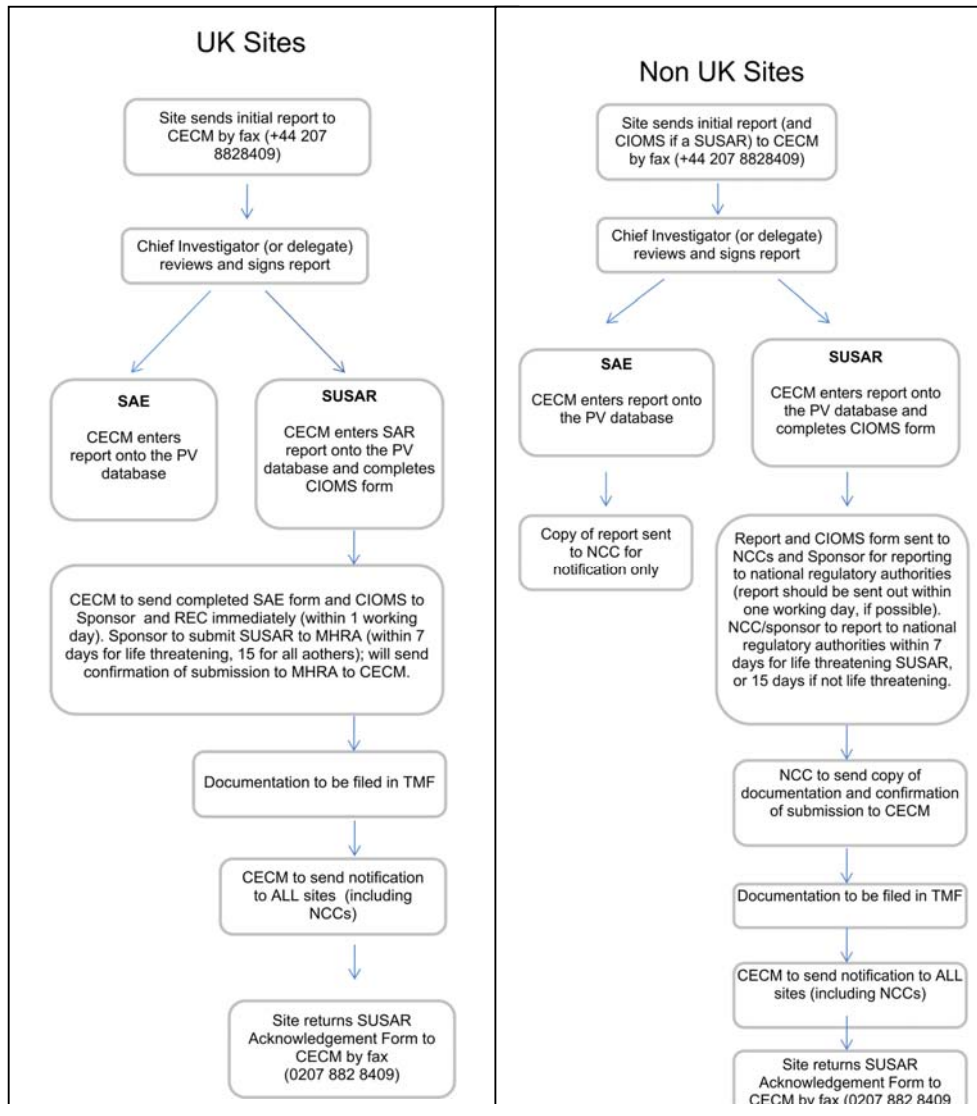 UK Sites
Site sends initial report to
CECM by fax (+44 207
8828409)
Chief Investigator (or delegate)
reviews and signs report
SAE
CECM enters
report onto the PV
database
SUSAR
CECM enters SAR
report onto the PV
database and completes
CIOMS form
CECM to send completed SAE form and CIOMS to
Sponsor and REC immediately (within 1 working
day). Sponsor to submit SUSAR to MHRA (within 7
days for life threatening, 15 for all aothers); will send
confirmation of submission to MHRA to CECM.
Documentation to be filed in TMF
CECM to send notification
to ALL sites (including
NCCs)
Site returns SUSAR
Acknowledgement Form to
CECM by fax
(0207 882 8409)
Non UK Sites
Site sends initial report (and
CIOMS if a SUSAR) to CECM
by fax (+44 207 8828409)
Chief Investigator (or delegate)
reviews and signs report
SAE
CECM enters report onto
the PV database
Copy of report sent
to NCC for
notification only
SUSAR
CECM enters report onto
the PV database and
completes CIOMS form
Report and CIOMS form sent to
NCCs and Sponsor for reporting
to national regulatory authorities
(report should be sent out within
one working day, if possible).
NCC/sponsor to report to national
regulatory authorities within 7
days for life threatening SUSAR,
or 15 days if not life threatening.
NCC to send copy of
documentation and confirmation
of submission to CECM
Documentation to be filed in TMF
CECM to send notification to ALL
sites (including NCCs)
Site returns SUSAR
Acknowledgement Form to
CECM by fax (0207 882 8409